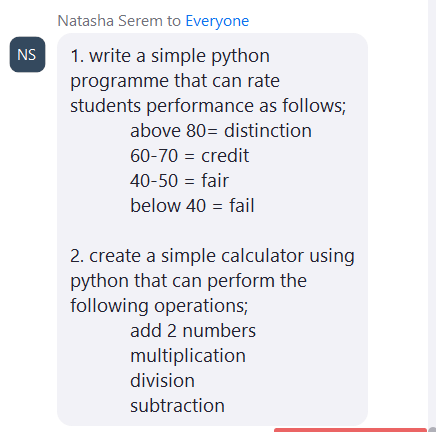 Natasha Serem to Everyone
NS
1. write a simple python
programme that can rate
students performance as follows;
above 80= distinction
60-70 = credit
40-50 = fair
below 40 = fail
2. create a simple calculator using
python that can perform the
following operations;
add 2 numbers
multiplication
division
subtraction